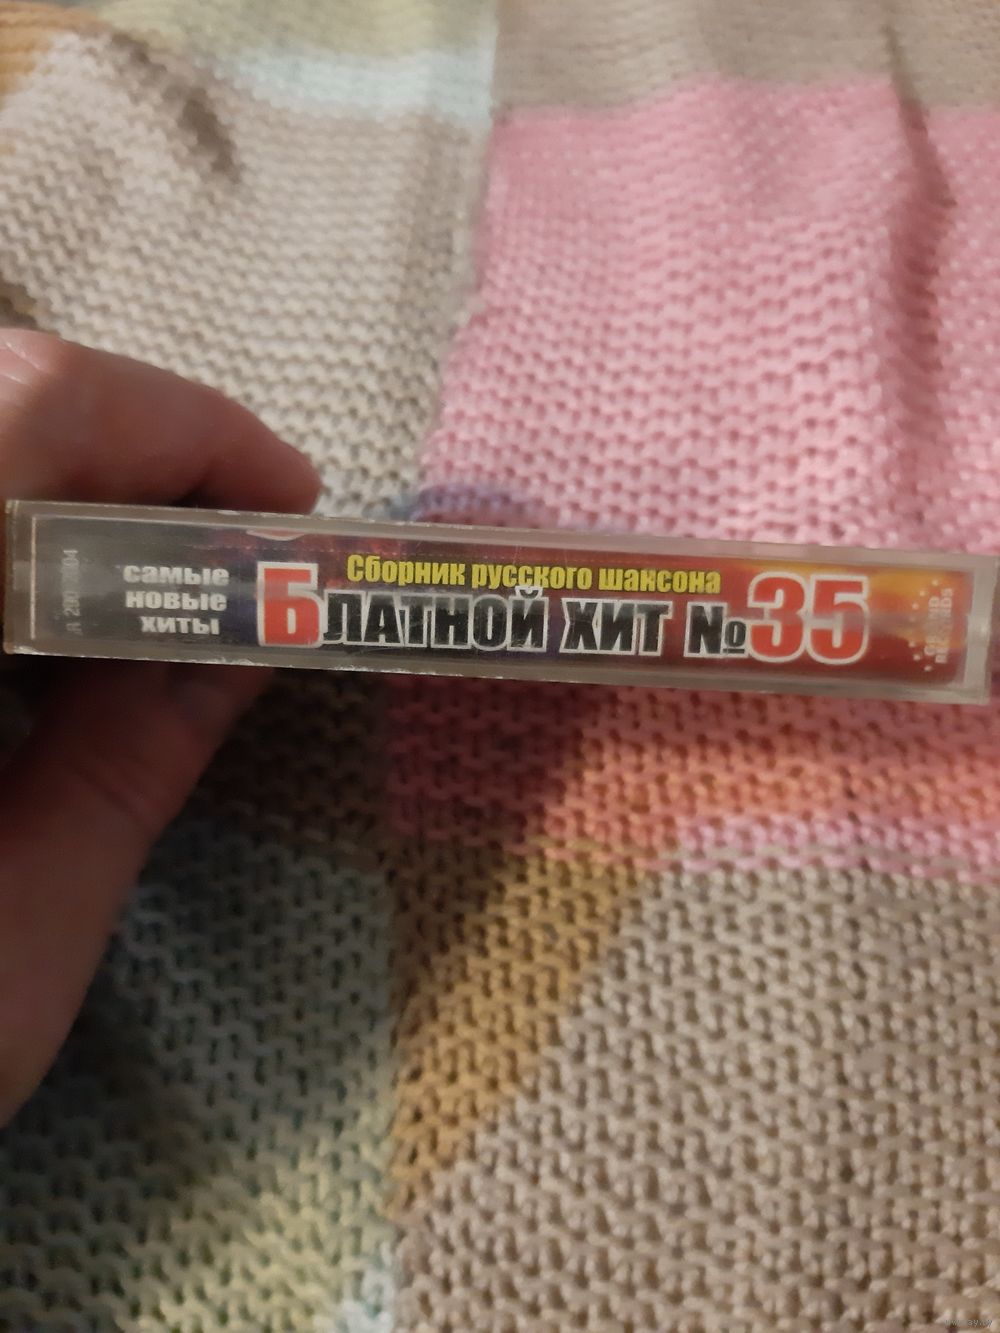 самые
новые
хиты
Сборник русского шансона
БЛАТНОЙ ХИТ №35